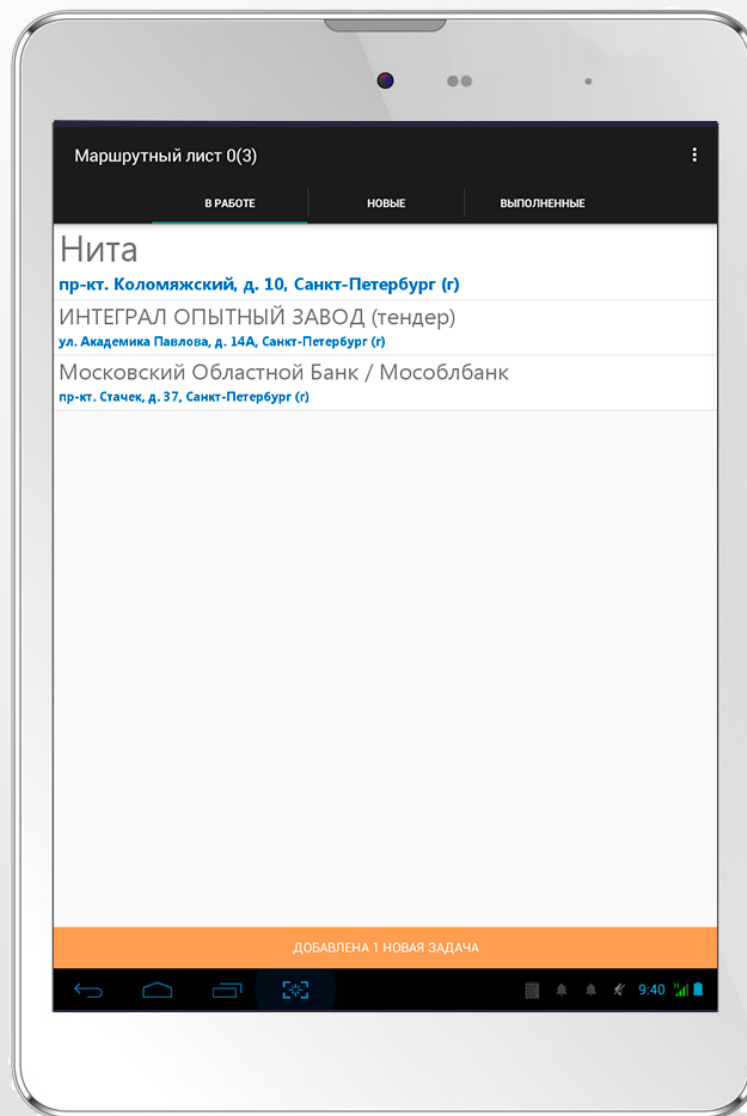 Маршрутный лист 0(3)
В РАБОТЕ НОВЫЕ ВЫПОЛНЕННЫЕ
Нита
пр-кт. Коломяжский, д. 10, Санкт-Петербург (г)
ИНТЕГРАЛ ОПЫТНЫЙ ЗАВОД (тендер)
ул. Академика Павлова, д. 14А, Санкт-Петербург (г)
Московский Областной Банк / Мособлбанк
пр-кт. Стачек, д. 37, Санкт-Петербург (г)
ДОБАВЛЕНА 1 НОВАЯ ЗАДАЧА
9:40 H